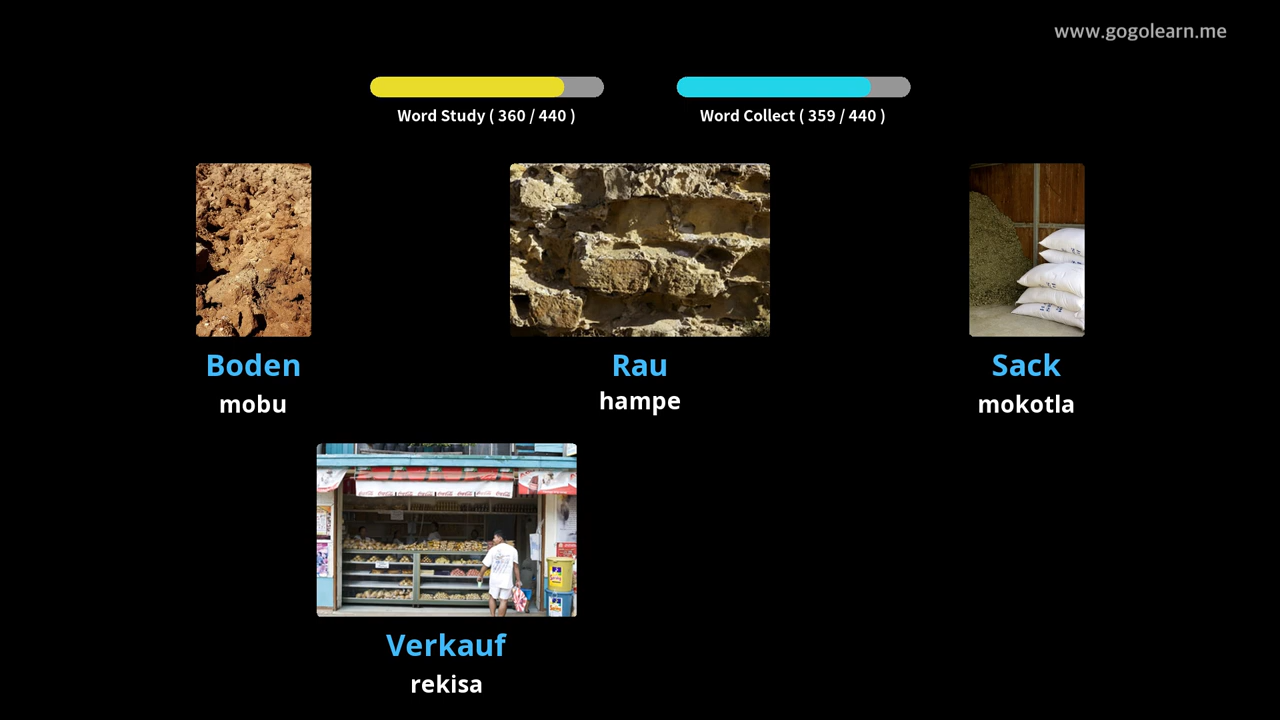 www.gogolearn.me
Word Study ( 360 / 440 )
Word Collect ( 359 / 440 )
Boden
mobu
Rau
hampe
Sack
mokotla
Verkauf
rekisa